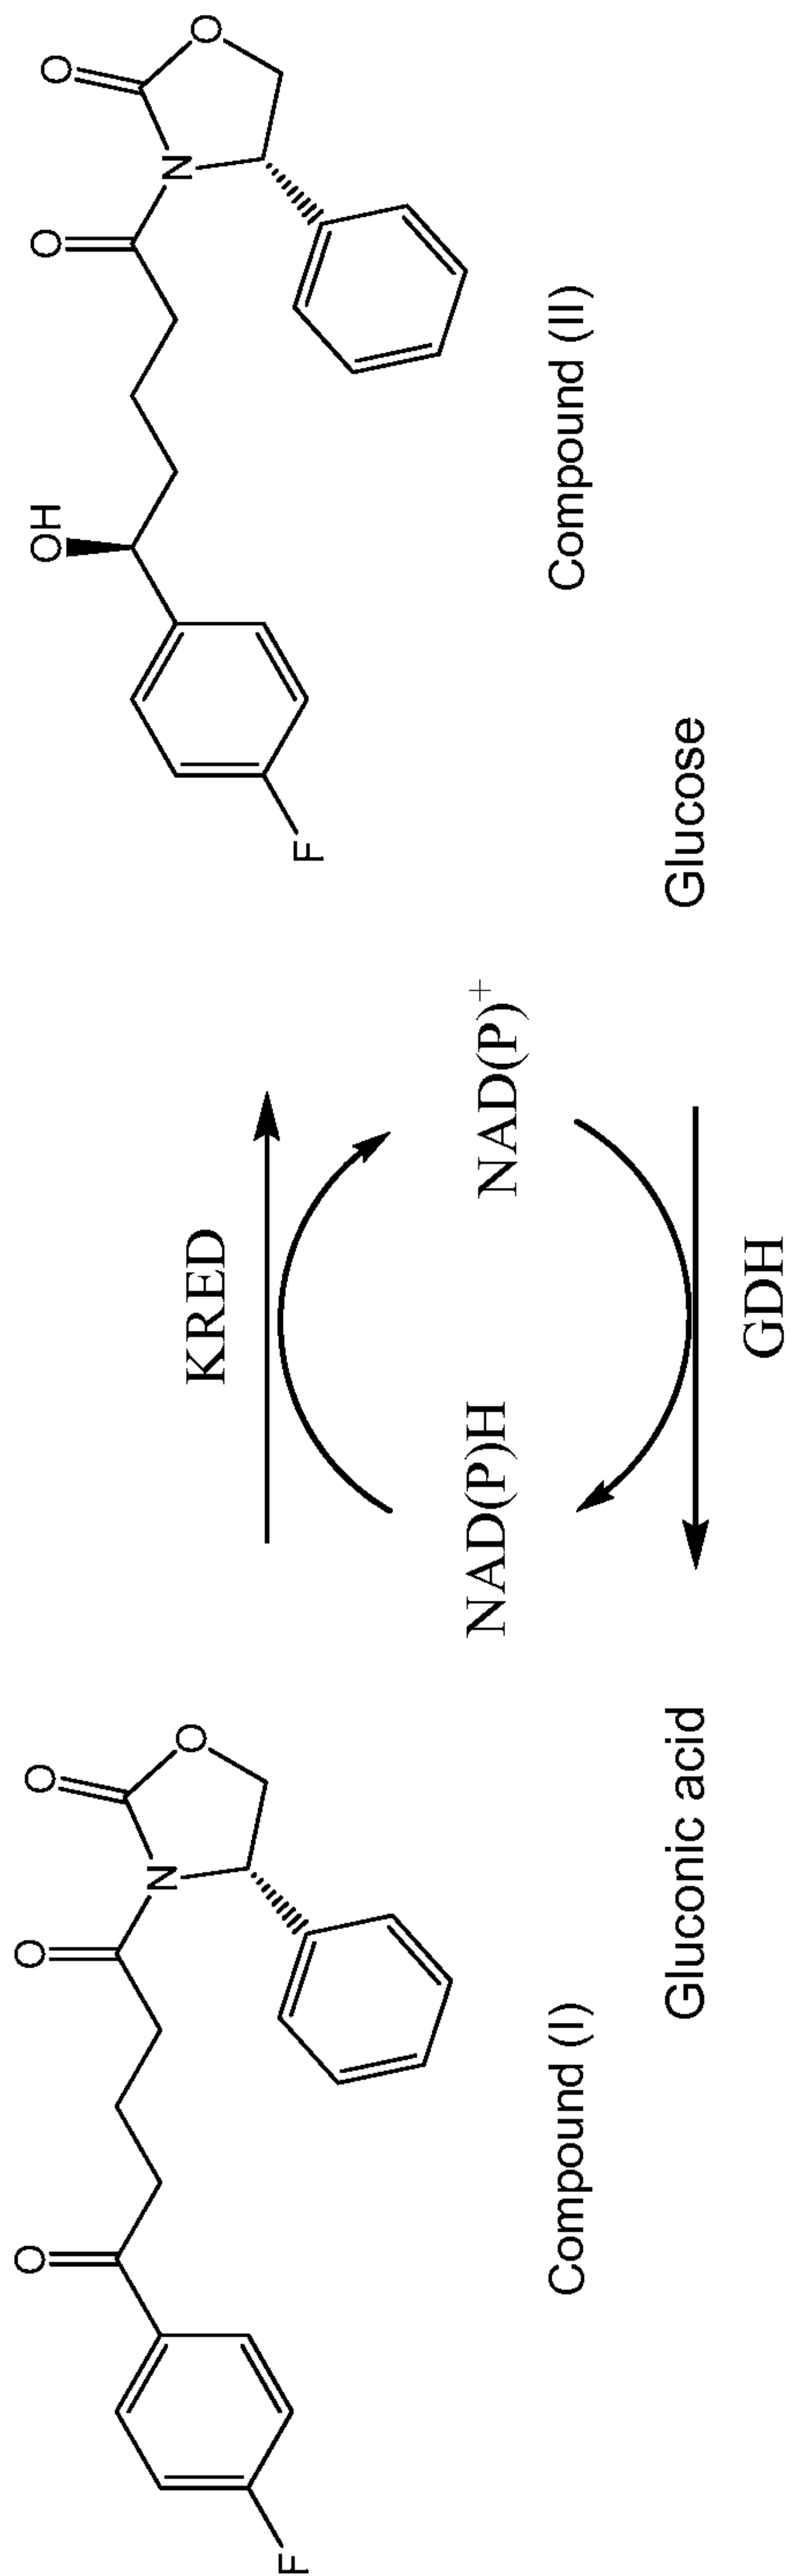 O
O
O
N
O
F
Compound (I)
KRED
NAD(P)H
NAD(P)+
OH
O
O
N
O
F
Compound (II)
Gluconic acid
GDH
Glucose